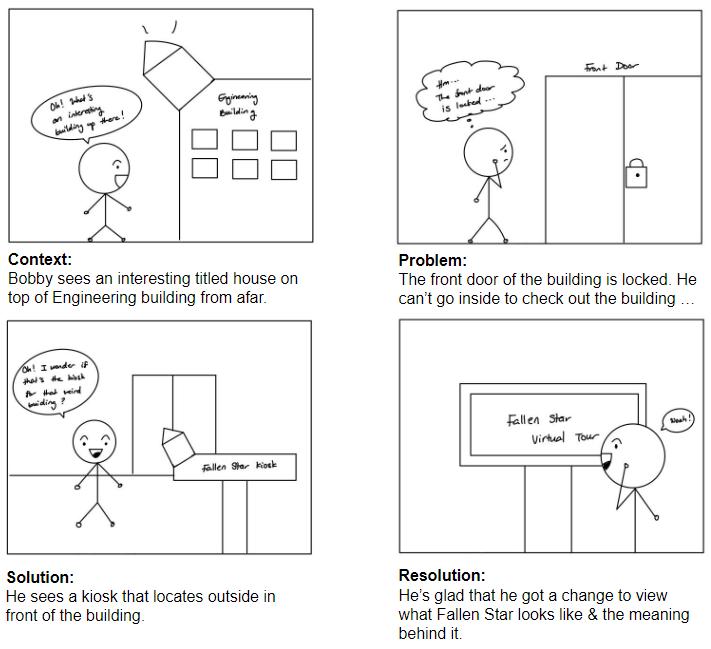 Oh! What's
an interesting
building up there!
Engineering
Building
Context:
Bobby sees an interesting titled house on
top of Engineering building from afar.
Front Door
Hm...
The front door
is locked ...
Problem:
The front door of the building is locked. He
can't go inside to check out the building ...
Oh! I wonder if
that's the kiosk
for that weird
building?
Fallen Star kiosk
Solution:
He sees a kiosk that locates outside in
front of the building.
Fallen Star
Virtual Tour
Woah!
Resolution:
He's glad that he got a change to view
what Fallen Star looks like & the meaning
behind it.